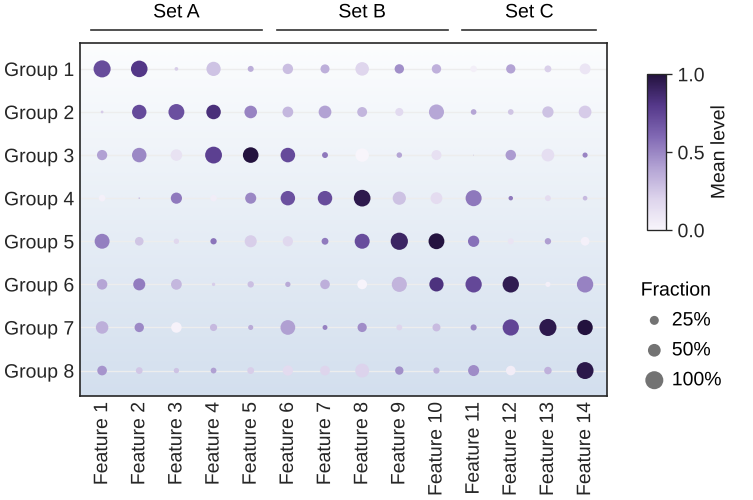 Set A Set B Set C
Group 1
Group 2
Group 3
Group 4
Group 5
Group 6
Group 7
Group 8
Feature 1
Feature 2
Feature 3
Feature 4
Feature 5
Feature 6
Feature 7
Feature 8
Feature 9
Feature 10
Feature 11
Feature 12
Feature 13
Feature 14
1.0
0.5
0.0
Mean level
Fraction
25%
50%
100%